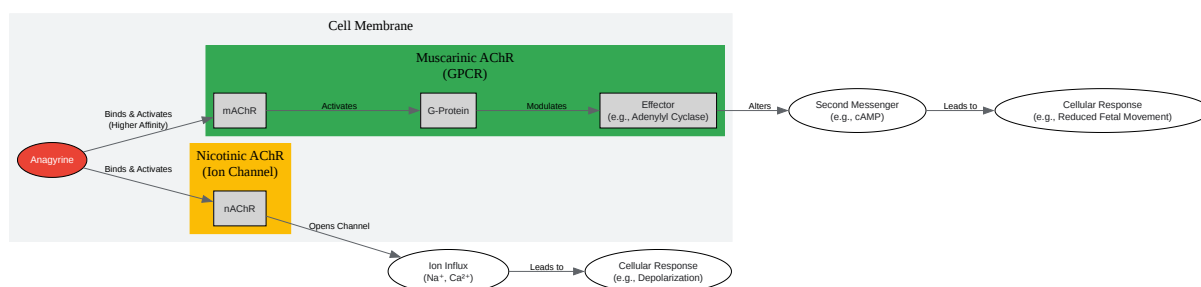 Cell Membrane
Muscarinic AChR
(GPCR)
Binds & Activates
(Higher Affinity)
mAChR
Activates
G-Protein
Modulates
Effector
(e.g., Adenylyl Cyclase)
Alters
Second Messenger
(e.g., cAMP)
Leads to
Cellular Response
(e.g., Reduced Fetal Movement)
Anagyrine
Binds & Activates
Nicotinic AChR
(Ion Channel)
nAChR
Opens Channel
Ion Influx
(Na⁺, Ca²⁺)
Leads to
Cellular Response
(e.g., Depolarization)